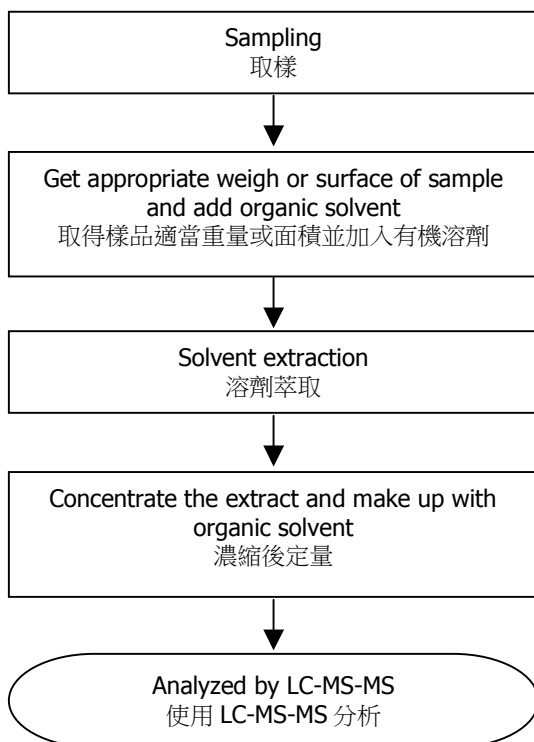 Sampling
取樣
Get appropriate weigh or surface of sample
and add organic solvent
取得樣品適當重量或面積並加入有機溶劑
Solvent extraction
溶劑萃取
Concentrate the extract and make up with
organic solvent
濃縮後定量
Analyzed by LC-MS-MS
使用 LC-MS-MS 分析